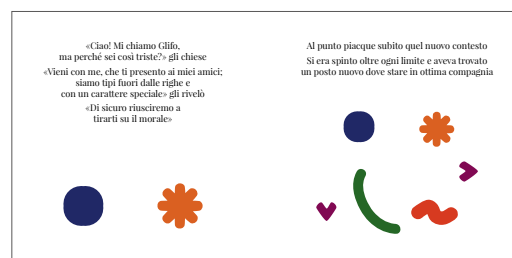 «Ciao! Mi chiamo Glifo,
ma perché sei così triste?» gli chiese
«Vieni con me, che ti presento ai miei amici;
siamo tipi fuori dalle righe e
con un carattere speciale» gli rivelò
«Di sicuro riusciremo a
tirarti su il morale»
Al punto piacque subito quel nuovo contesto
Si era spinto oltre ogni limite e aveva trovato
un posto nuovo dove stare in ottima compagnia